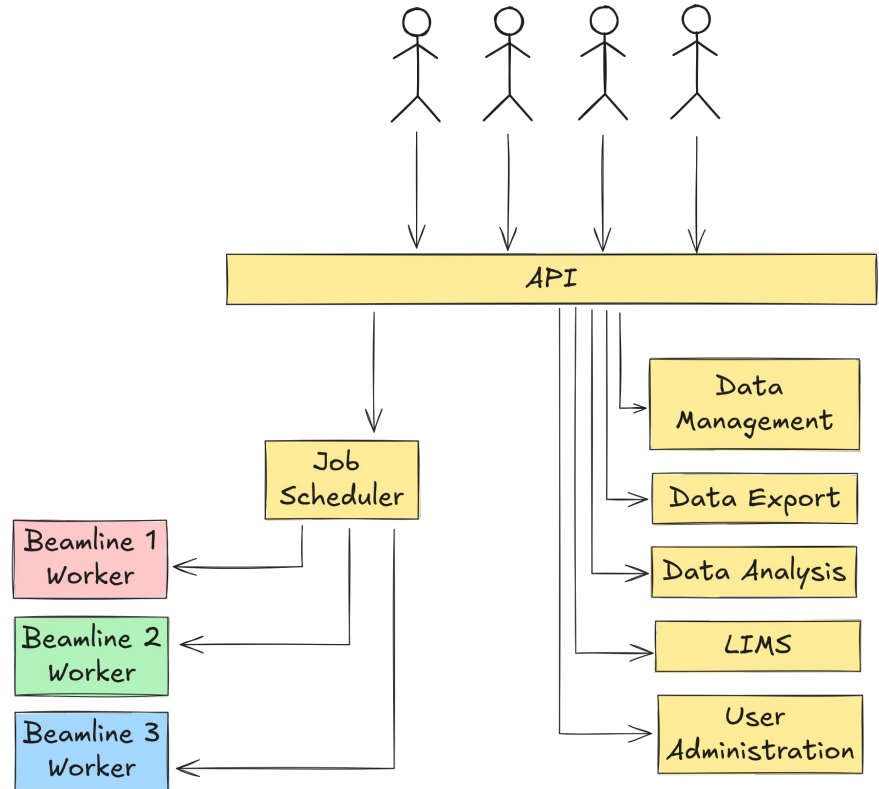 API
Data
Management
Job
Scheduler
Data Export
Beamline 1
Worker
Data Analysis
Beamline 2
Worker
LIMS
User
Administration
Beamline 3
Worker